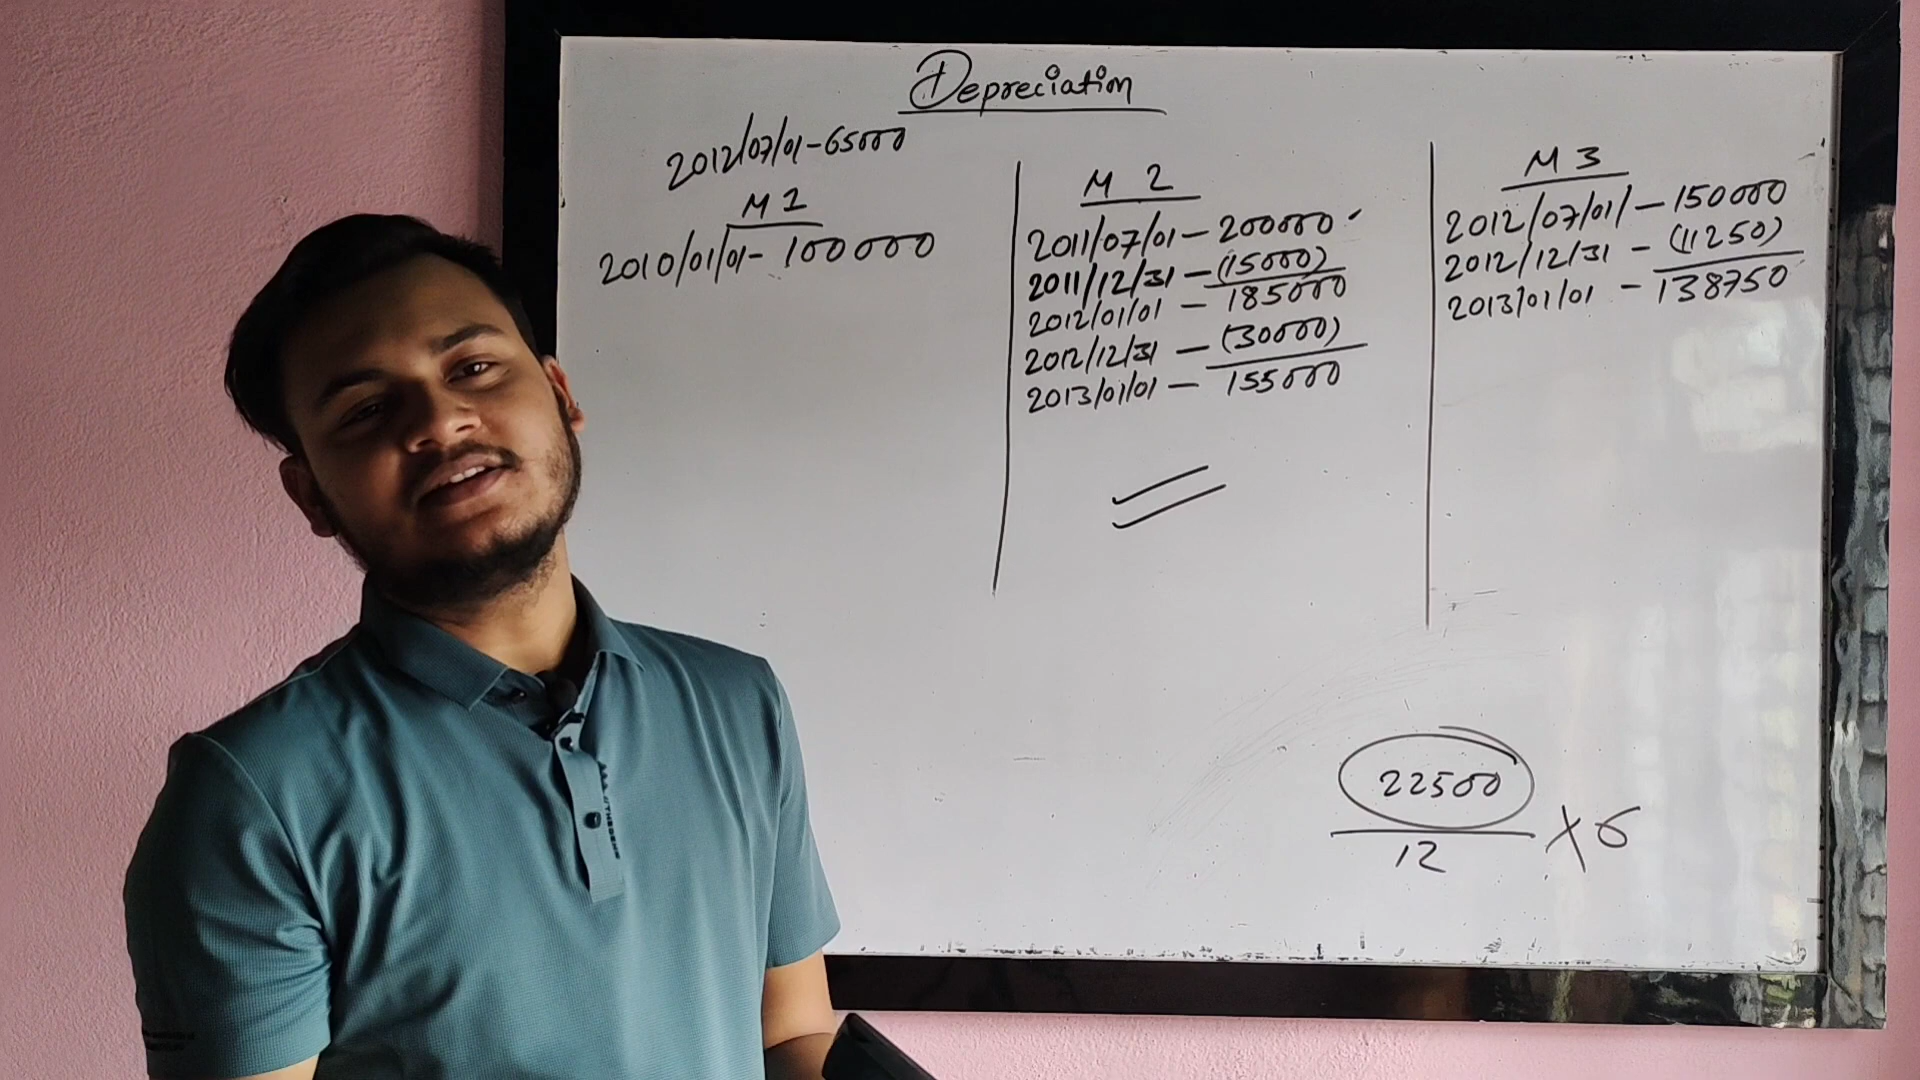 Depreciation
2012/07/01-65000
M 1
2010/01/01- 100000
M 2
2011/07/01 - 200000
2011/12/31 - (15000)
2012/01/01 - 185000
2012/12/31 - (30000)
2013/01/01 - 155000
M 3
2012/07/01/ - 150000
2012/12/31 - (11250)
2013/01/01 - 138750
22500
12
×6